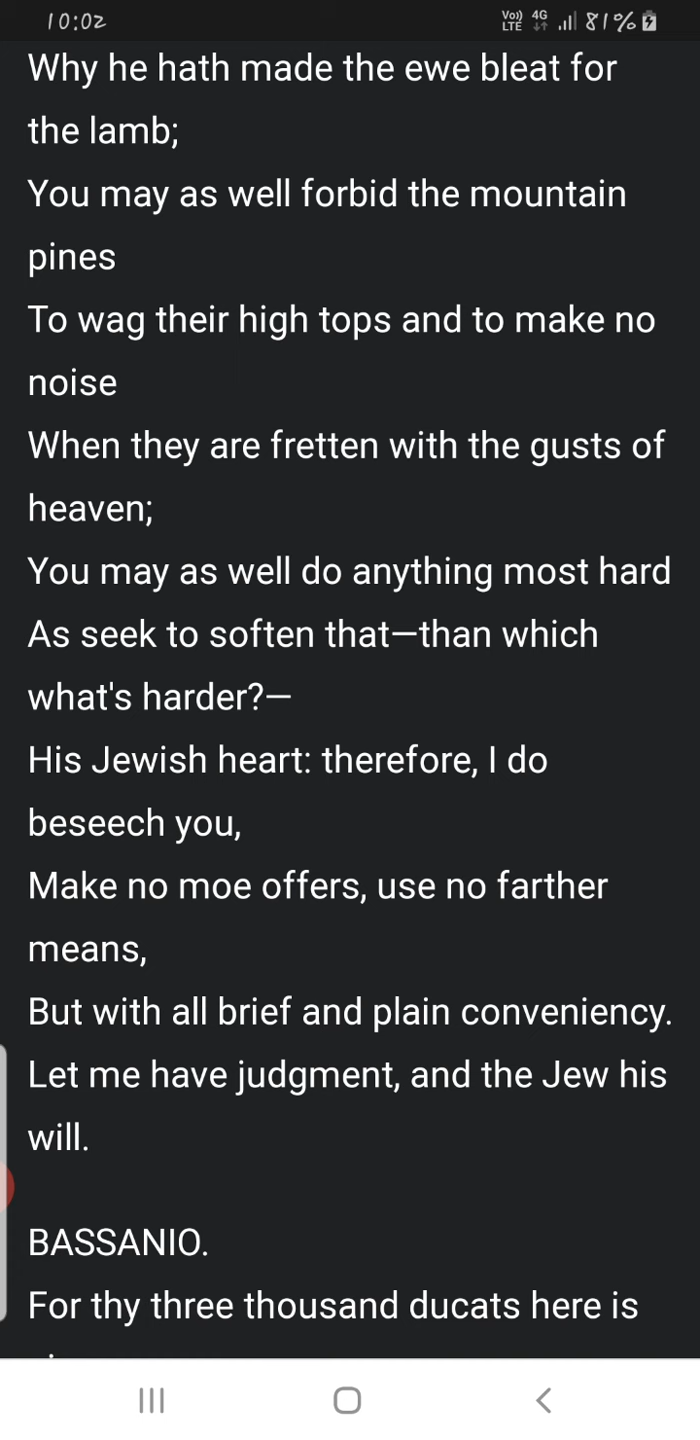 10:02 Vo)) LTE 4G 81%
Why he hath made the ewe bleat for
the lamb;
You may as well forbid the mountain
pines
To wag their high tops and to make no
noise
When they are fretten with the gusts of
heaven;
You may as well do anything most hard
As seek to soften that—than which
what's harder?—
His Jewish heart: therefore, I do
beseech you,
Make no moe offers, use no farther
means,
But with all brief and plain conveniency.
Let me have judgment, and the Jew his
will.
BASSANIO.
For thy three thousand ducats here is